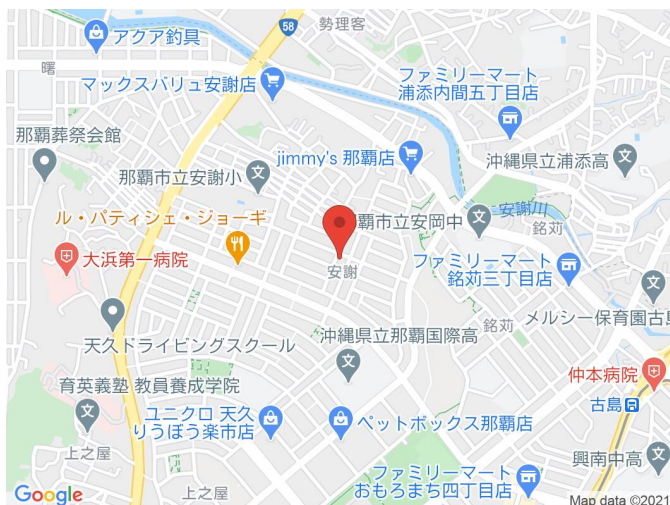 アクア釣具
58
勢理客
曙
マックスバリュ安謝店
ファミリーマート
浦添内間五丁目店
那覇葬祭会館
jimmy's 那覇店
沖縄県立浦添高
那覇市立安謝小
ル・パティシェ・ジョーギ
覇市立安岡中
安謝川
銘苅
大浜第一病院
安謝
ファミリーマート
銘苅三丁目店
天久ドライビングスクール
沖縄県立那覇国際高
銘苅
メルシー保育園古島
育英義塾 教員養成学院
仲本病院
古島
ユニクロ 天久
りうぼう楽市店
ペットボックス那覇店
上之屋
興南中高
上之屋
ファミリーマート
おもろまち四丁目店
Google
Map data ©2021